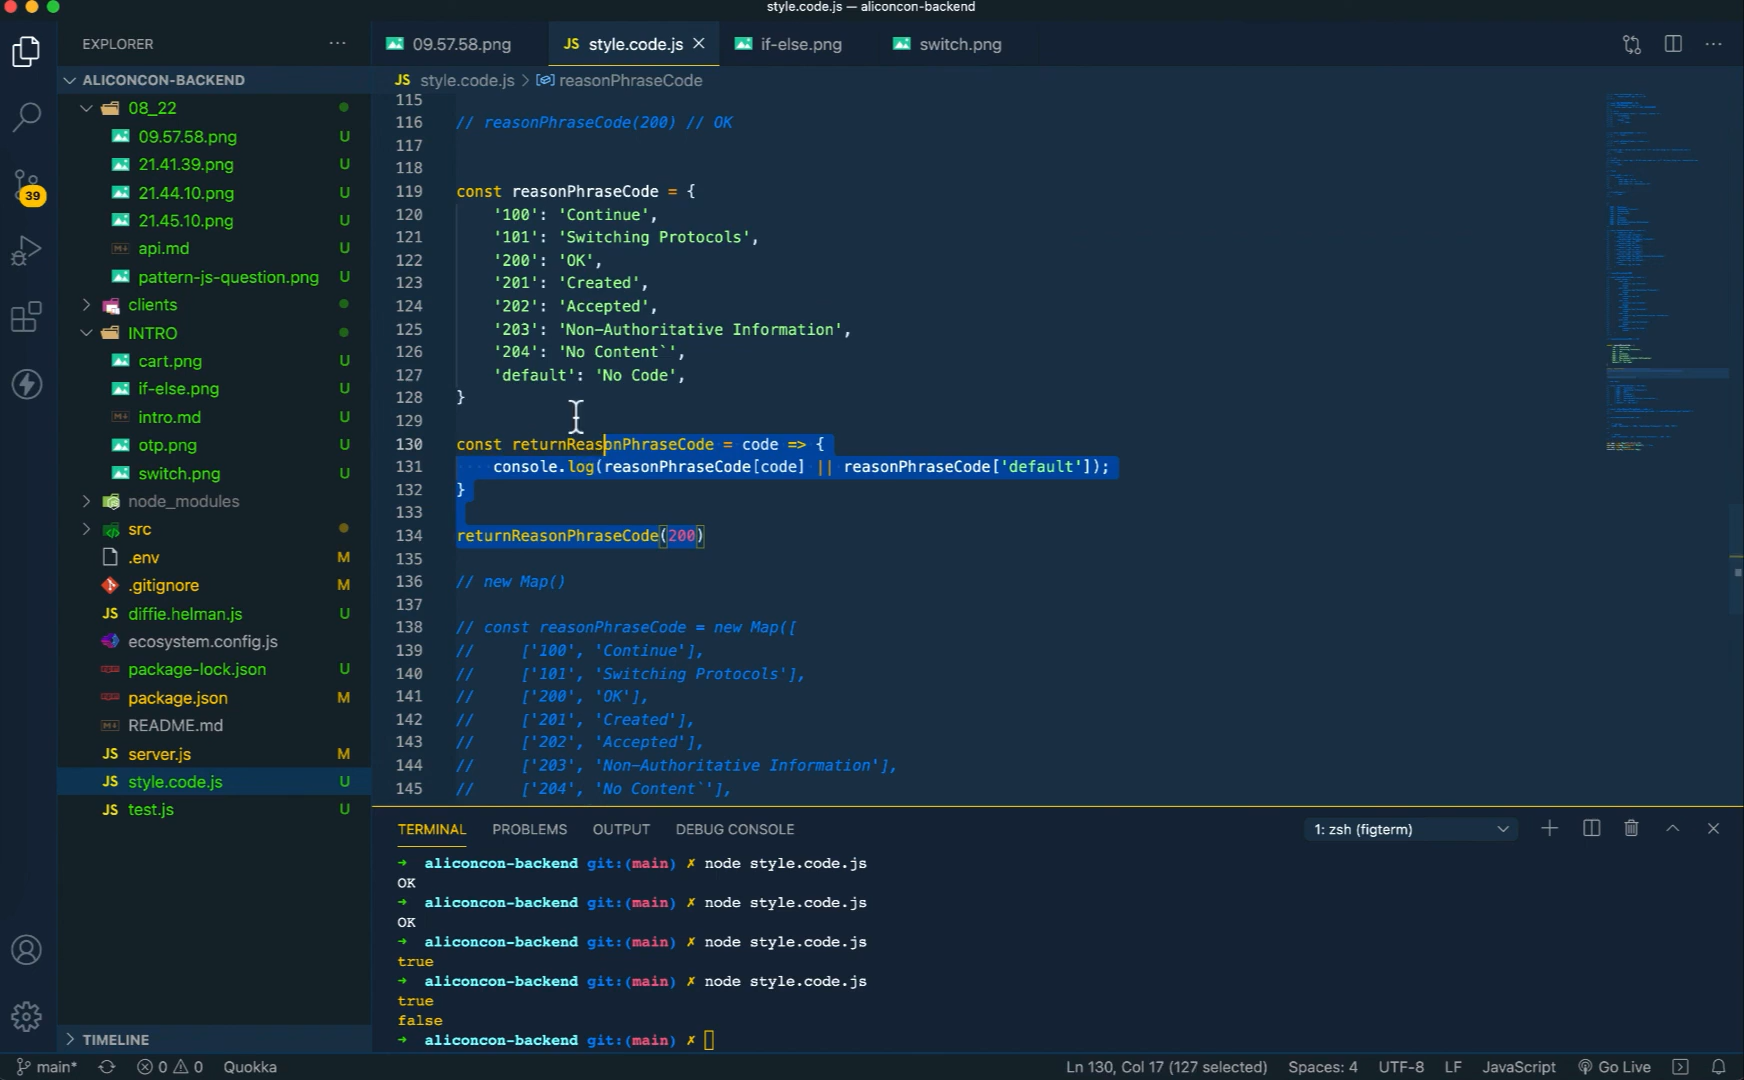 style.code.js — aliconcon-backend
EXPLORER
09.57.58.png
JS style.code.js
if-else.png
switch.png
ALICONCON-BACKEND
JS style.code.js > reasonPhraseCode
08_22
09.57.58.png U
21.41.39.png U
21.44.10.png U
21.45.10.png U
M↓ api.md U
pattern-js-question.png U
clients
INTRO
cart.png U
if-else.png U
M↓ intro.md U
otp.png U
switch.png U
node_modules
src
.env M
.gitignore M
JS diffie.helman.js U
ecosystem.config.js
package-lock.json U
package.json M
M↓ README.md
JS server.js M
JS style.code.js U
JS test.js U
TIMELINE
39
115
116 // reasonPhraseCode(200) // OK
117
118
119 const reasonPhraseCode = {
120 '100': 'Continue',
121 '101': 'Switching Protocols',
122 '200': 'OK',
123 '201': 'Created',
124 '202': 'Accepted',
125 '203': 'Non-Authoritative Information',
126 '204': 'No Content`',
127 'default': 'No Code',
128 }
129
130 const returnReasonPhraseCode = code => {
131 console.log(reasonPhraseCode[code] || reasonPhraseCode['default']);
132 }
133
134 returnReasonPhraseCode(200)
135
136 // new Map()
137
138 // const reasonPhraseCode = new Map([
139 // ['100', 'Continue'],
140 // ['101', 'Switching Protocols'],
141 // ['200', 'OK'],
142 // ['201', 'Created'],
143 // ['202', 'Accepted'],
144 // ['203', 'Non-Authoritative Information'],
145 // ['204', 'No Content`'],
TERMINAL PROBLEMS OUTPUT DEBUG CONSOLE 1: zsh (figterm)
→ aliconcon-backend git:(main) ✗ node style.code.js
OK
→ aliconcon-backend git:(main) ✗ node style.code.js
OK
→ aliconcon-backend git:(main) ✗ node style.code.js
true
→ aliconcon-backend git:(main) ✗ node style.code.js
true
false
→ aliconcon-backend git:(main) ✗
main* 0 0 Quokka Ln 130, Col 17 (127 selected) Spaces: 4 UTF-8 LF JavaScript Go Live